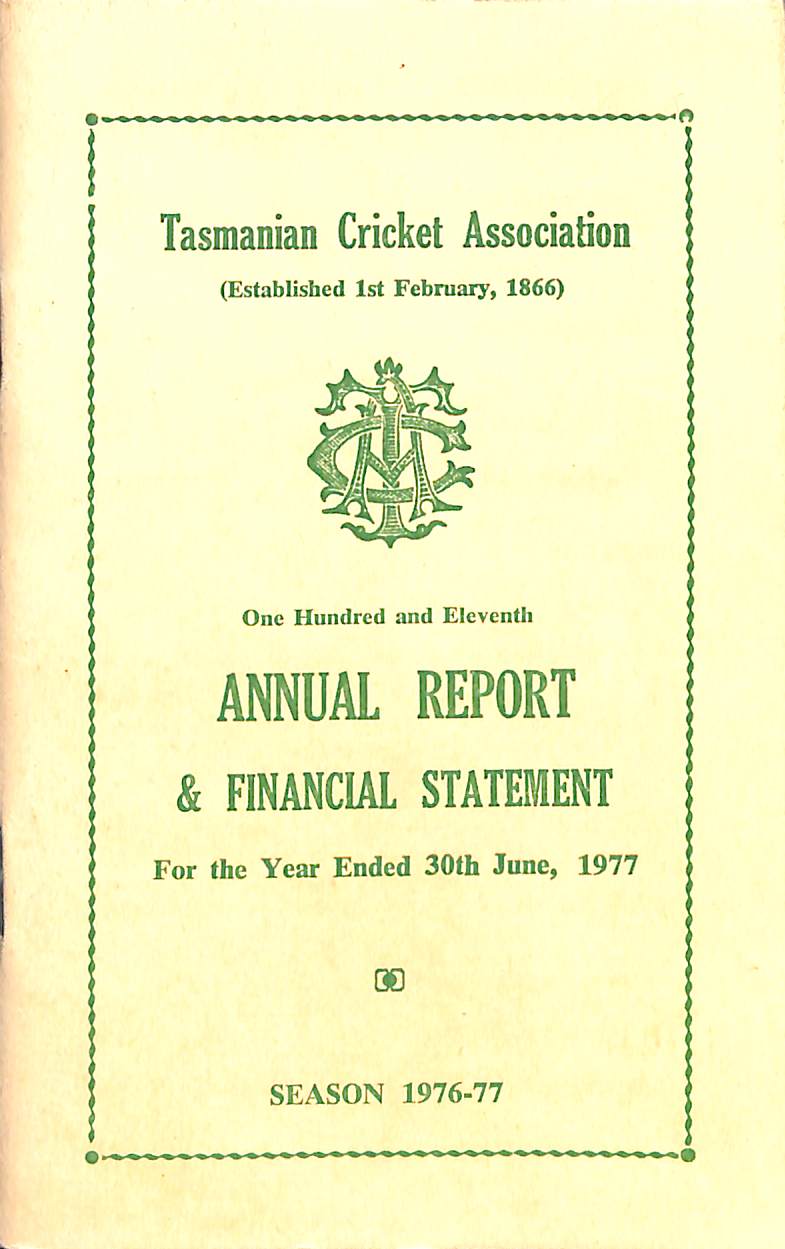 Tasmanian Cricket Association
(Established 1st February, 1866)
TCA
One Hundred and Eleventh
ANNUAL REPORT
& FINANCIAL STATEMENT
For the Year Ended 30th June, 1977
SEASON 1976-77